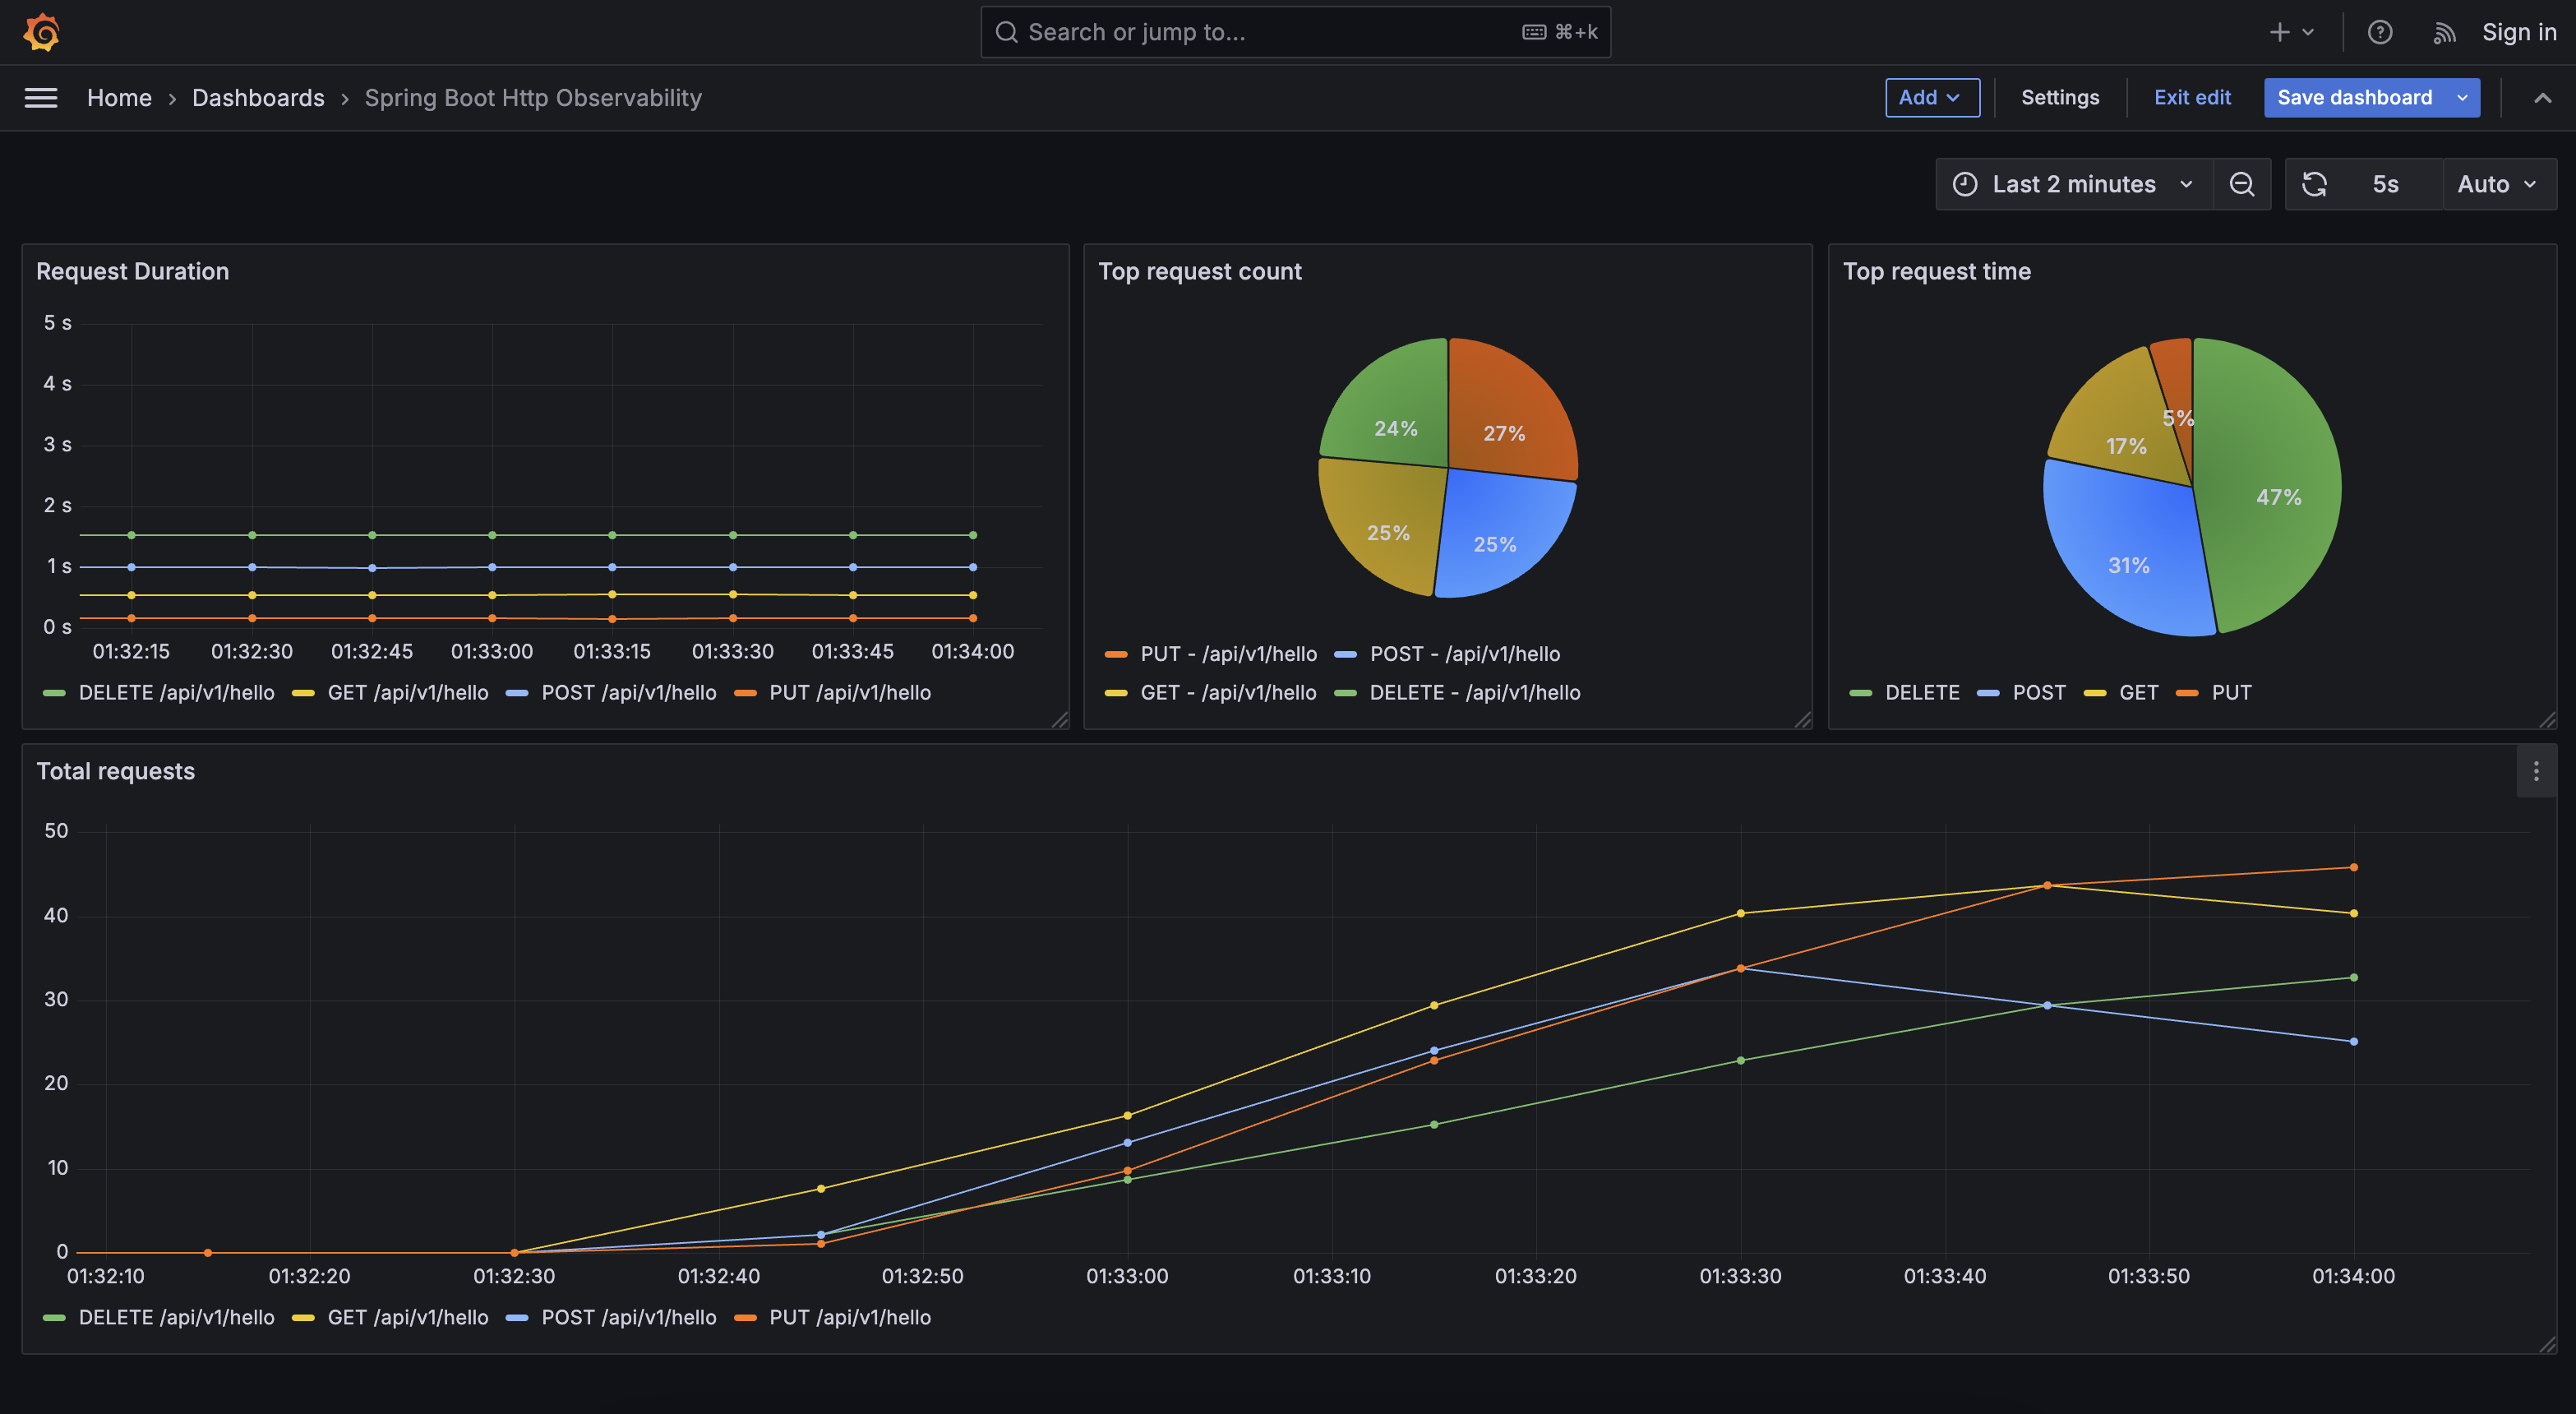 Search or jump to... ⌘+k Sign in
Home › Dashboards › Spring Boot Http Observability Add Settings Exit edit Save dashboard
Last 2 minutes 5s Auto
Request Duration
5 s
4 s
3 s
2 s
1 s
0 s
01:32:15 01:32:30 01:32:45 01:33:00 01:33:15 01:33:30 01:33:45 01:34:00
DELETE /api/v1/hello GET /api/v1/hello POST /api/v1/hello PUT /api/v1/hello
Top request count
24% 27%
25% 25%
PUT - /api/v1/hello POST - /api/v1/hello
GET - /api/v1/hello DELETE - /api/v1/hello
Top request time
5%
17%
47%
31%
DELETE POST GET PUT
Total requests
50
40
30
20
10
0
01:32:10 01:32:20 01:32:30 01:32:40 01:32:50 01:33:00 01:33:10 01:33:20 01:33:30 01:33:40 01:33:50 01:34:00
DELETE /api/v1/hello GET /api/v1/hello POST /api/v1/hello PUT /api/v1/hello